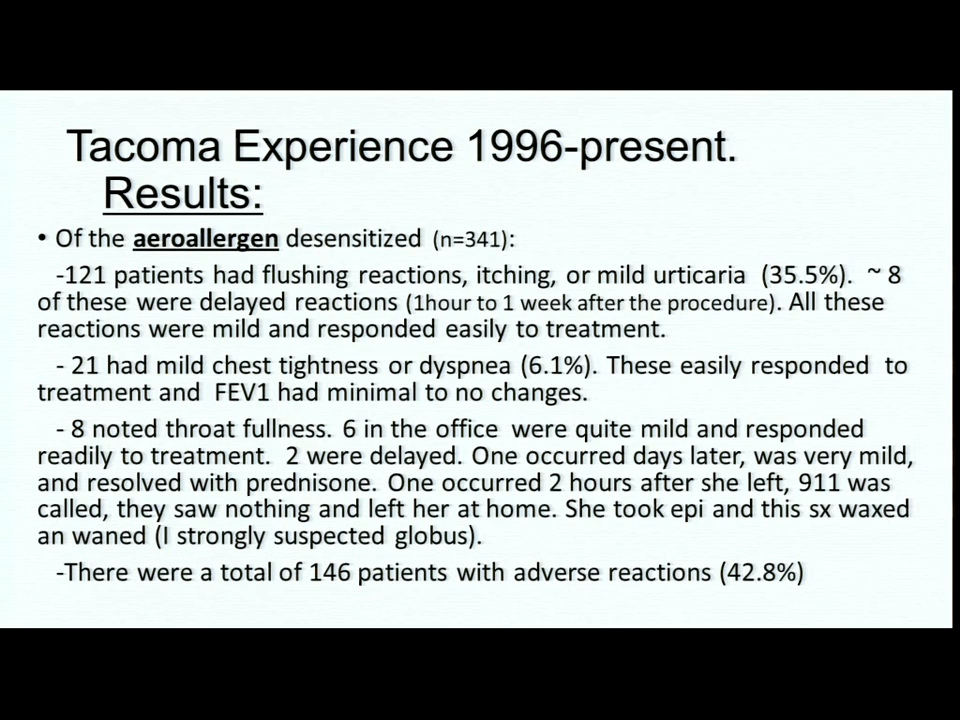 Tacoma Experience 1996-present.
Results:
• Of the aeroallergen desensitized (n=341):
-121 patients had flushing reactions, itching, or mild urticaria (35.5%). ~ 8
of these were delayed reactions (1hour to 1 week after the procedure). All these
reactions were mild and responded easily to treatment.
- 21 had mild chest tightness or dyspnea (6.1%). These easily responded to
treatment and FEV1 had minimal to no changes.
- 8 noted throat fullness. 6 in the office were quite mild and responded
readily to treatment. 2 were delayed. One occurred days later, was very mild,
and resolved with prednisone. One occurred 2 hours after she left, 911 was
called, they saw nothing and left her at home. She took epi and this sx waxed
an waned (I strongly suspected globus).
-There were a total of 146 patients with adverse reactions (42.8%)